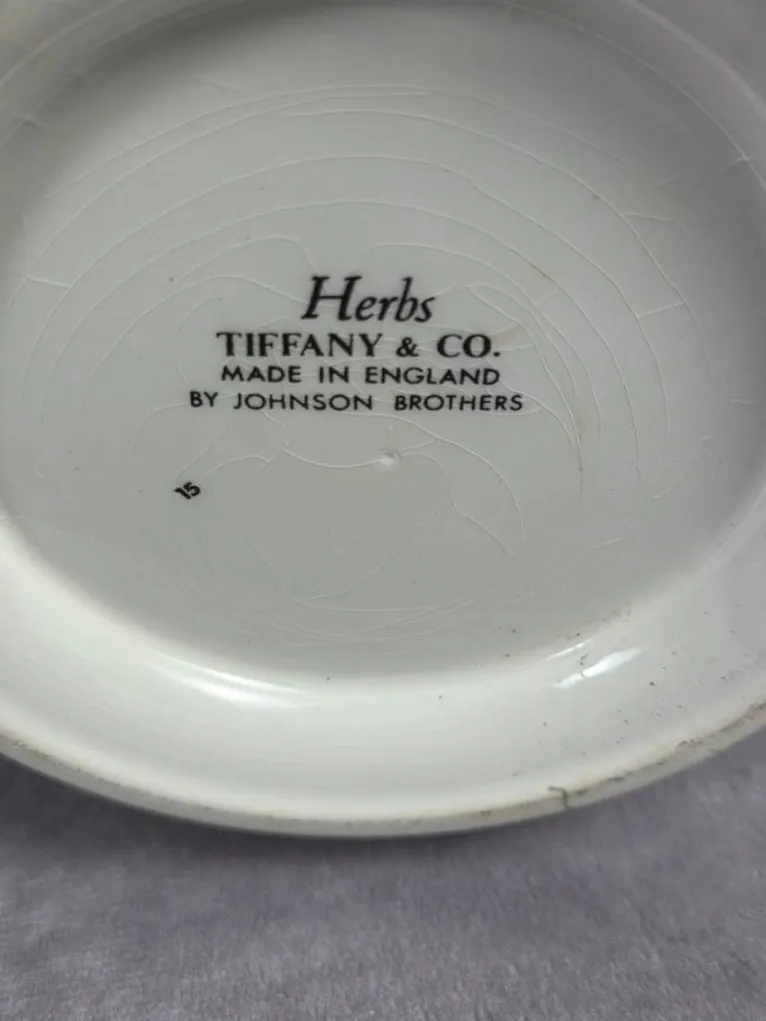 Herbs
TIFFANY & CO.
MADE IN ENGLAND
BY JOHNSON BROTHERS
15